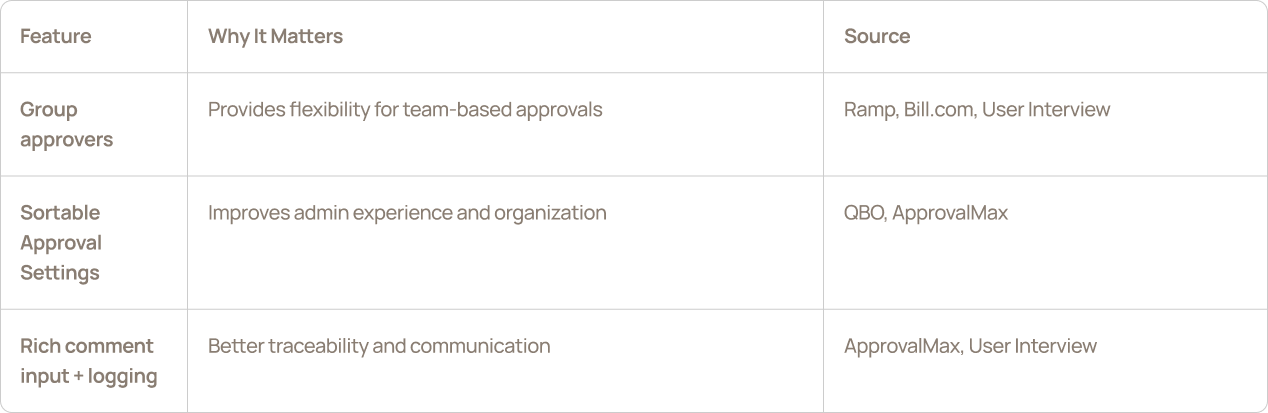 Feature
Why It Matters
Source
Group
approvers
Provides flexibility for team-based approvals
Ramp, Bill.com, User Interview
Sortable
Approval
Settings
Improves admin experience and organization
QBO, ApprovalMax
Rich comment
input + logging
Better traceability and communication
ApprovalMax, User Interview